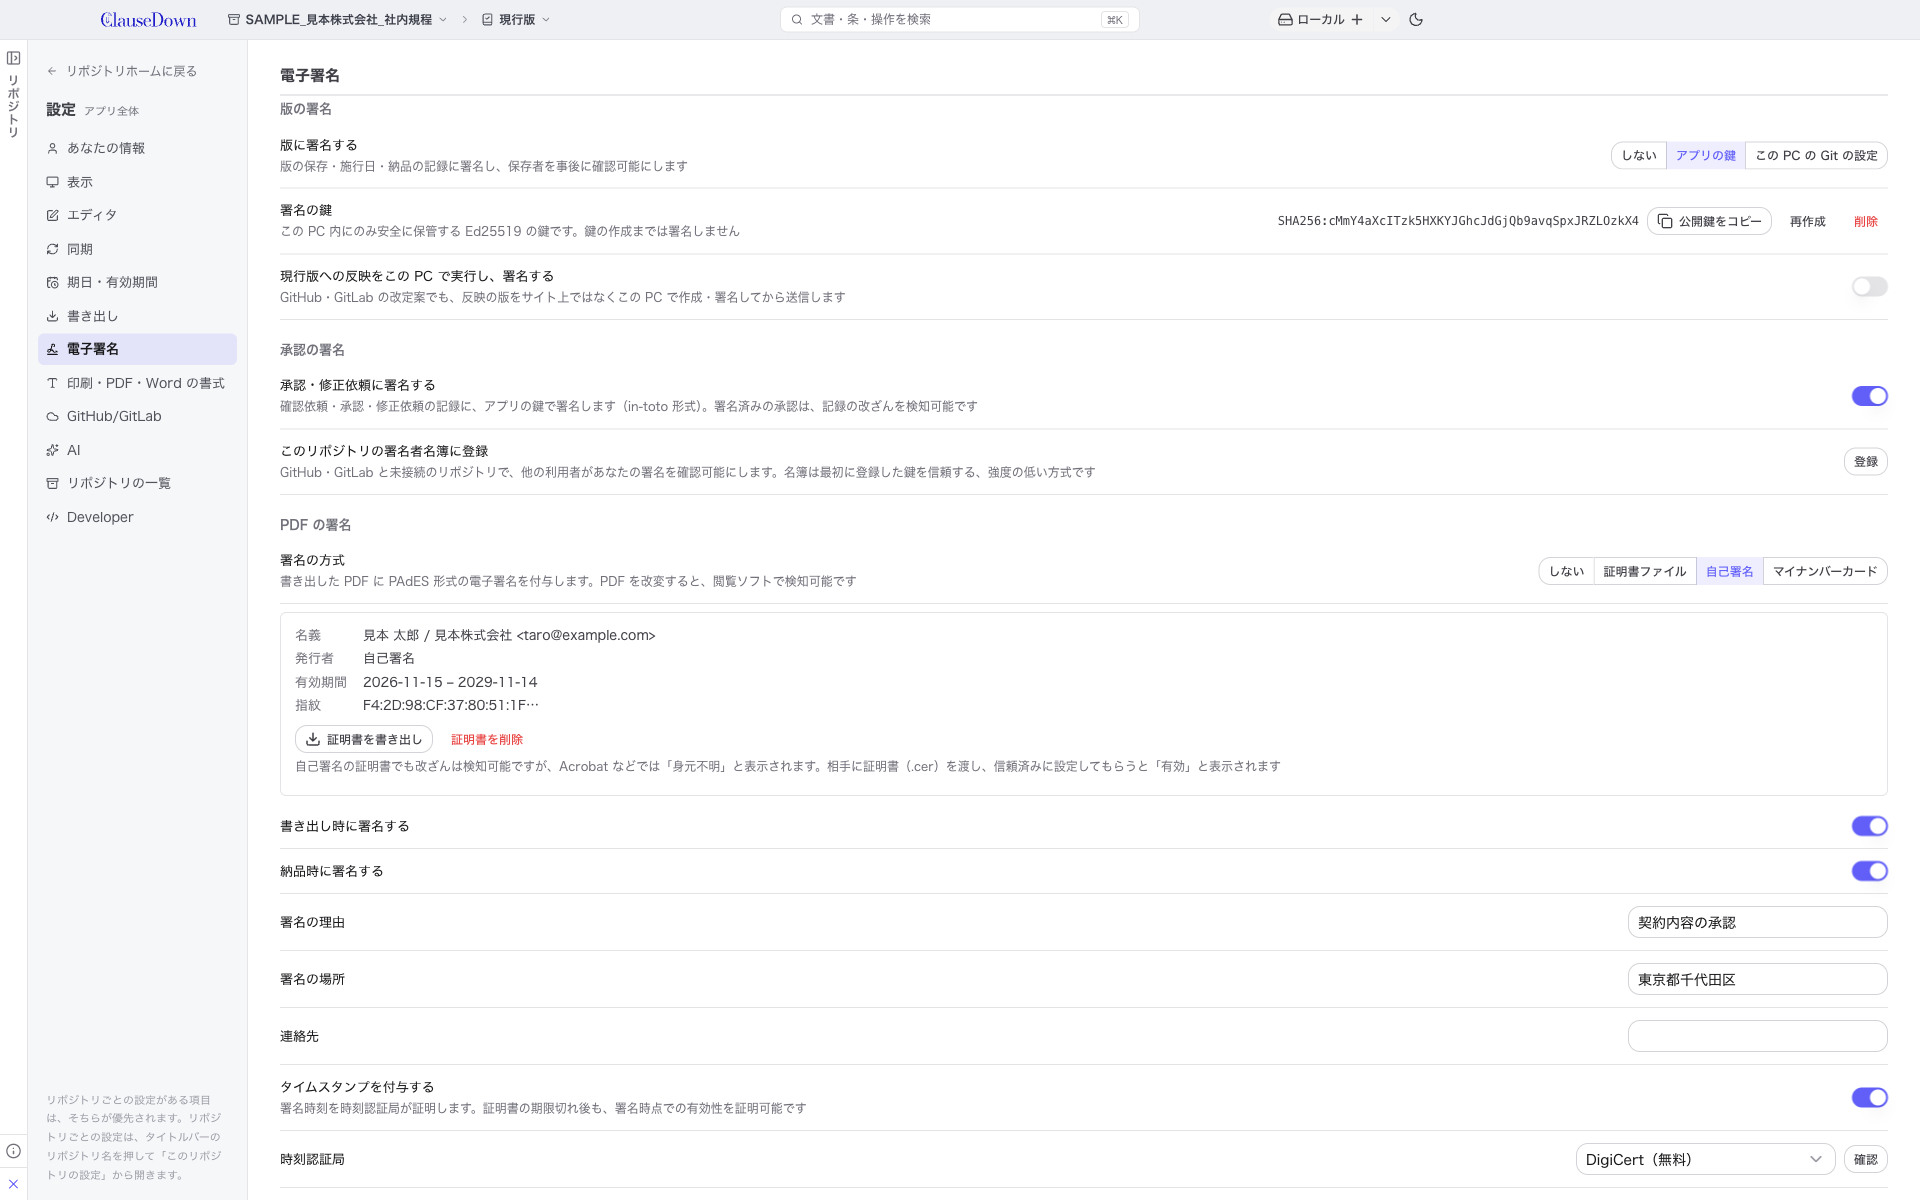 ClauseDown
SAMPLE_見本株式会社_社内規程
現行版
文書・条・操作を検索
⌘K
ローカル
リポジトリ
リポジトリホームに戻る
設定 アプリ全体
あなたの情報
表示
エディタ
同期
期日・有効期間
書き出し
電子署名
印刷・PDF・Word の書式
GitHub/GitLab
AI
リポジトリの一覧
Developer
リポジトリごとの設定がある項目
は、そちらが優先されます。リポジ
トリごとの設定は、タイトルバーの
リポジトリ名を押して「このリポジ
トリの設定」から開きます。
電子署名
版の署名
版に署名する
版の保存・施行日・納品の記録に署名し、保存者を事後に確認可能にします
しない アプリの鍵 この PC の Git の設定
署名の鍵
この PC 内にのみ安全に保管する Ed25519 の鍵です。鍵の作成までは署名しません
SHA256:cMmY4aXcITzk5HXKYJGhcJdGjQb9avqSpxJRZLOzkX4 公開鍵をコピー 再作成 削除
現行版への反映をこの PC で実行し、署名する
GitHub・GitLab の改定案でも、反映の版をサイト上ではなくこの PC で作成・署名してから送信します
承認の署名
承認・修正依頼に署名する
確認依頼・承認・修正依頼の記録に、アプリの鍵で署名します（in-toto 形式）。署名済みの承認は、記録の改ざんを検知可能です
このリポジトリの署名者名簿に登録
GitHub・GitLab と未接続のリポジトリで、他の利用者があなたの署名を確認可能にします。名簿は最初に登録した鍵を信頼する、強度の低い方式です
登録
PDF の署名
署名の方式
書き出した PDF に PAdES 形式の電子署名を付与します。PDF を改変すると、閲覧ソフトで検知可能です
しない 証明書ファイル 自己署名 マイナンバーカード
名義 見本 太郎 / 見本株式会社 <taro@example.com>
発行者 自己署名
有効期間 2026-11-15 – 2029-11-14
指紋 F4:2D:98:CF:37:80:51:1F…
証明書を書き出し 証明書を削除
自己署名の証明書でも改ざんは検知可能ですが、Acrobat などでは「身元不明」と表示されます。相手に証明書（.cer）を渡し、信頼済みに設定してもらうと「有効」と表示されます
書き出し時に署名する
納品時に署名する
署名の理由
契約内容の承認
署名の場所
東京都千代田区
連絡先
タイムスタンプを付与する
署名時刻を時刻認証局が証明します。証明書の期限切れ後も、署名時点での有効性を証明可能です
時刻認証局
DigiCert（無料） 確認